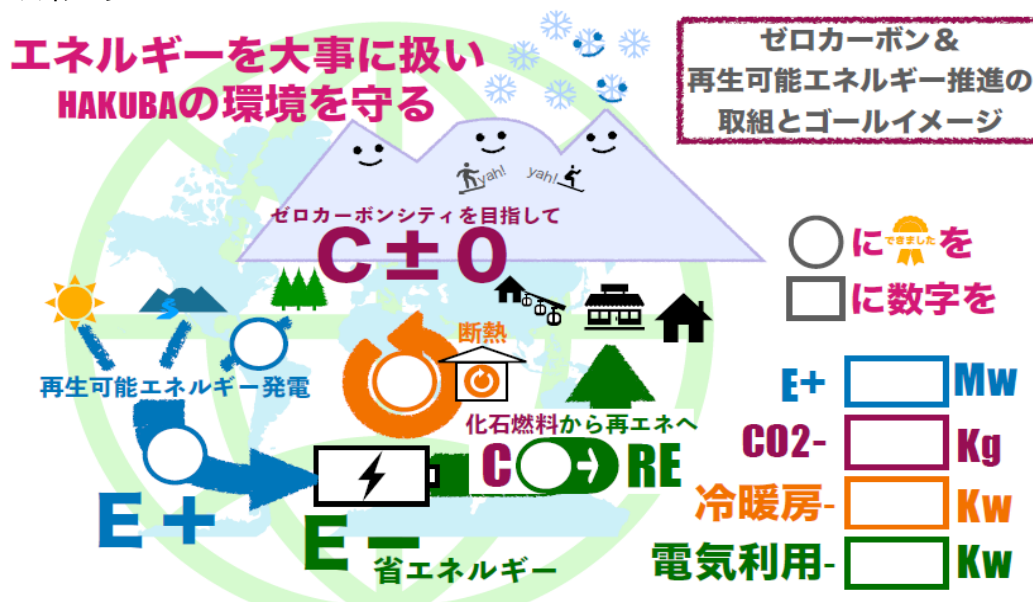 エネルギーを大事に扱い
HAKUBAの環境を守る
ゼロカーボン&
再生可能エネルギー推進の
取組とゴールイメージ
yah!
yah!
ゼロカーボンシティを目指して
C±0
に できました を
に数字を
断熱
再生可能エネルギー発電
化石燃料から再エネへ
C RE
E+
E−
省エネルギー
E+ Mw
CO2- Kg
冷暖房- Kw
電気利用- Kw